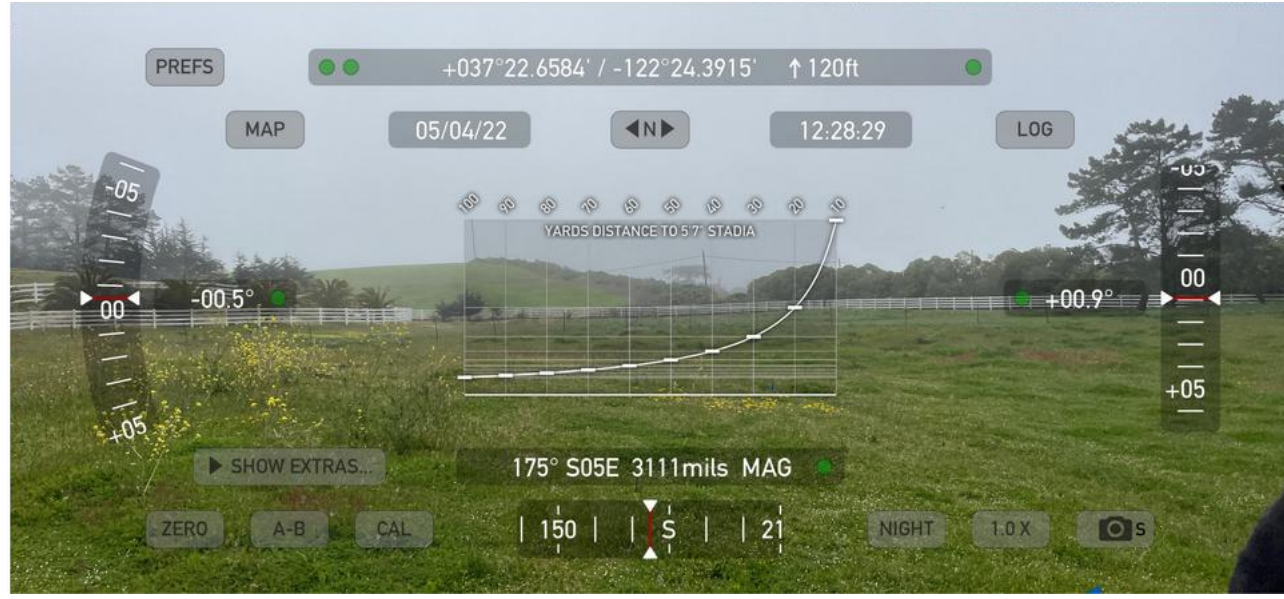 PREFS
+037°22.6584' / -122°24.3915' ↑ 120ft
MAP
05/04/22
◀N▶
12:28:29
LOG
-05
00
+05
-00.5°
100 90 80 70 60 50 40 30 20 10
YARDS DISTANCE TO 5'7" STADIA
+00.9°
-05
00
+05
▶ SHOW EXTRAS...
175° S05E 3111mils MAG
ZERO
A-B
CAL
150 S 21
NIGHT
1.0 X
S